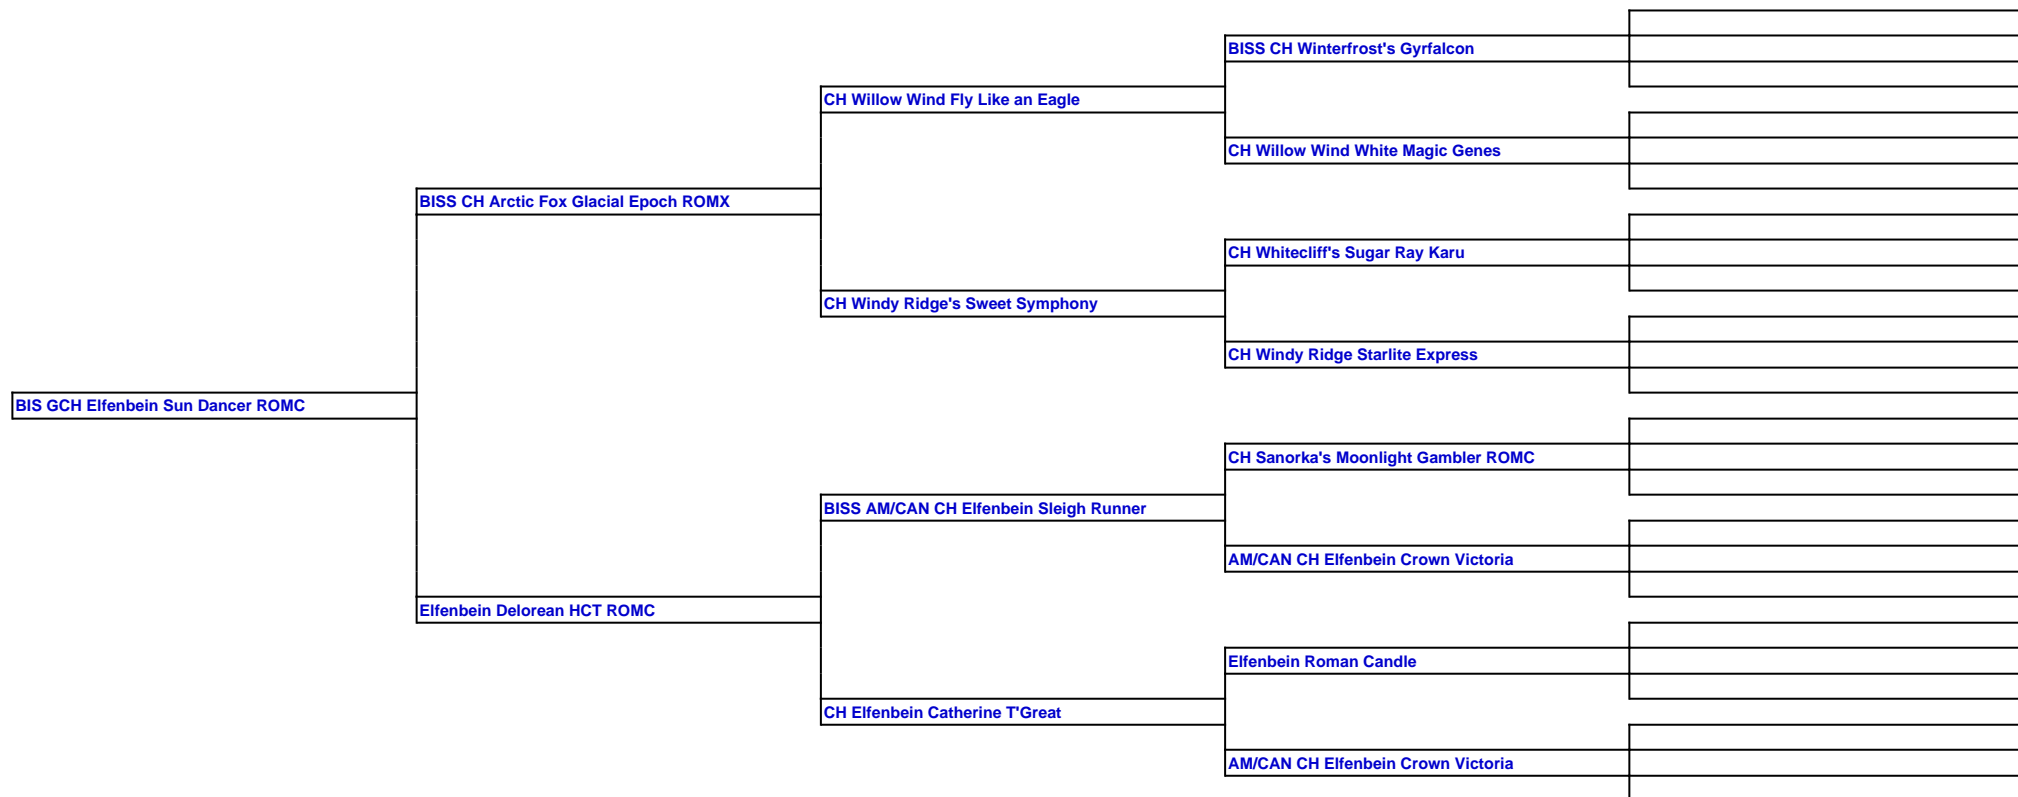 BISS CH Winterfrost's Gyrfalcon
CH Willow Wind Fly Like an Eagle
CH Willow Wind White Magic Genes
BISS CH Arctic Fox Glacial Epoch ROMX
CH Whitecliff's Sugar Ray Karu
CH Windy Ridge's Sweet Symphony
CH Windy Ridge Starlite Express
BIS GCH Elfenbein Sun Dancer ROMC
CH Sanorka's Moonlight Gambler ROMC
BISS AM/CAN CH Elfenbein Sleigh Runner
AM/CAN CH Elfenbein Crown Victoria
Elfenbein Delorean HCT ROMC
Elfenbein Roman Candle
CH Elfenbein Catherine T'Great
AM/CAN CH Elfenbein Crown Victoria